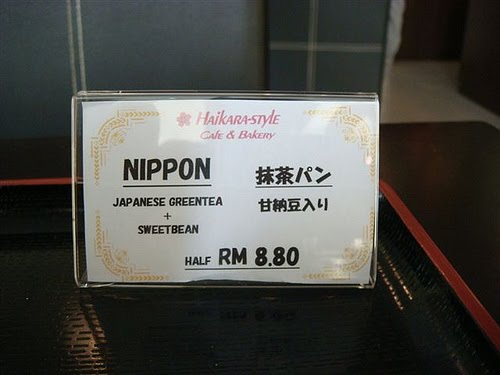 HAIKARA-STYLE
CAFE & BAKERY
NIPPON 抹茶パン
JAPANESE GREENTEA 甘納豆入り
+
SWEETBEAN
HALF RM 8.80